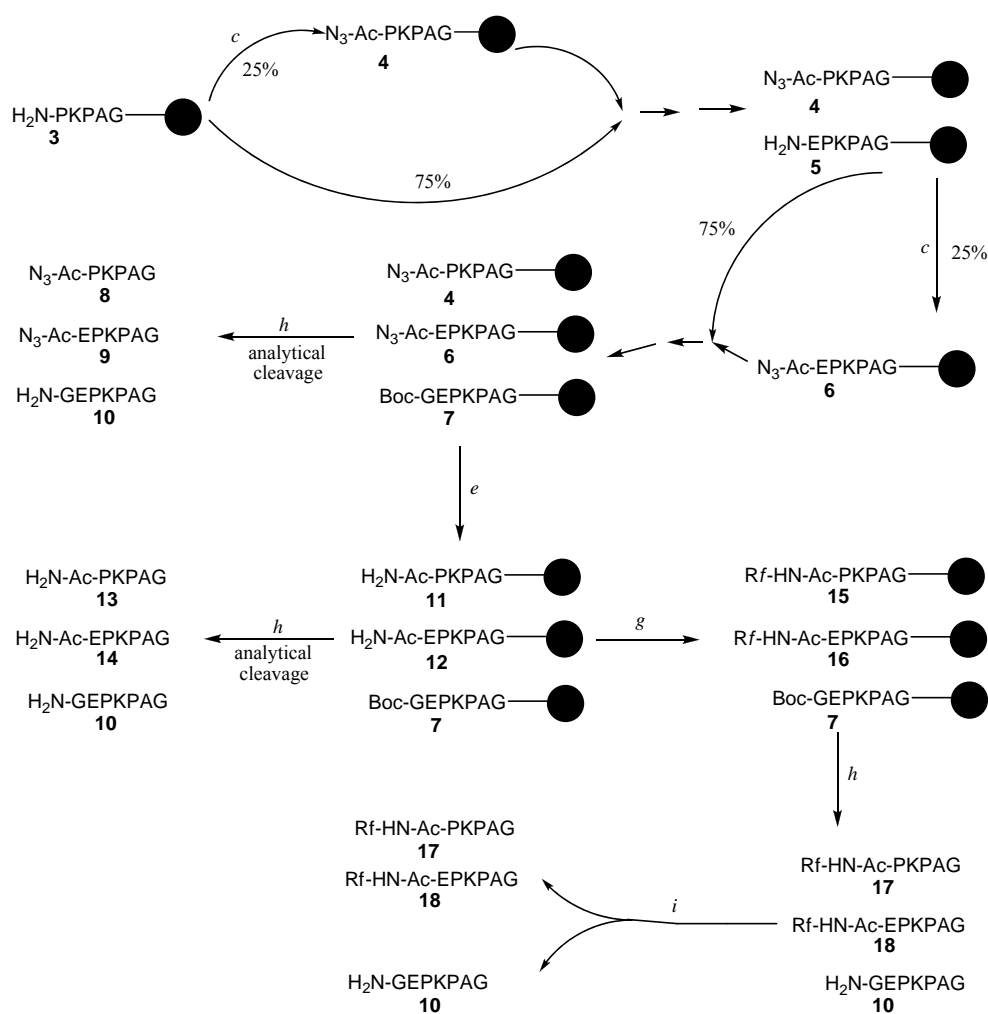 c
25%
N3-Ac-PKPAG
4
H2N-PKPAG
3
75%
N3-Ac-PKPAG
4
H2N-EPKPAG
5
75%
c
25%
N3-Ac-EPKPAG
6
N3-Ac-PKPAG
8
N3-Ac-EPKPAG
9
H2N-GEPKPAG
10
h
analytical
cleavage
N3-Ac-PKPAG
4
N3-Ac-EPKPAG
6
Boc-GEPKPAG
7
e
H2N-Ac-PKPAG
13
H2N-Ac-EPKPAG
14
H2N-GEPKPAG
10
h
analytical
cleavage
H2N-Ac-PKPAG
11
H2N-Ac-EPKPAG
12
Boc-GEPKPAG
7
g
Rf-HN-Ac-PKPAG
15
Rf-HN-Ac-EPKPAG
16
Boc-GEPKPAG
7
h
Rf-HN-Ac-PKPAG
17
Rf-HN-Ac-EPKPAG
18
H2N-GEPKPAG
10
i
Rf-HN-Ac-PKPAG
17
Rf-HN-Ac-EPKPAG
18
H2N-GEPKPAG
10